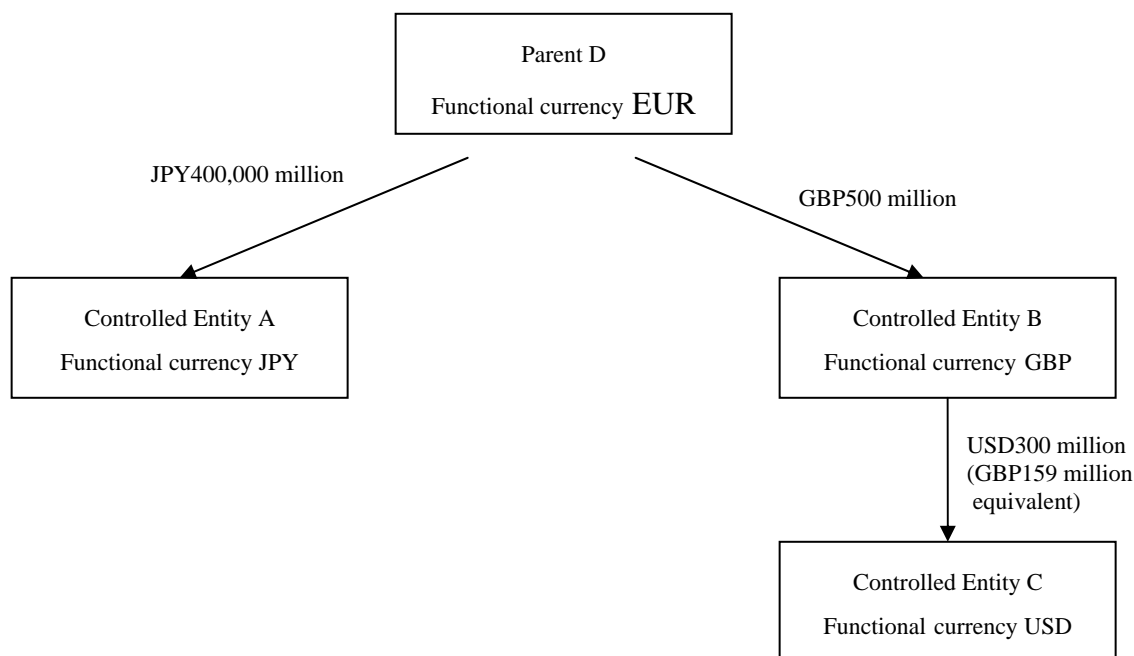 Parent D
Functional currency EUR
JPY400,000 million
GBP500 million
Controlled Entity A
Functional currency JPY
Controlled Entity B
Functional currency GBP
USD300 million
(GBP159 million
equivalent)
Controlled Entity C
Functional currency USD